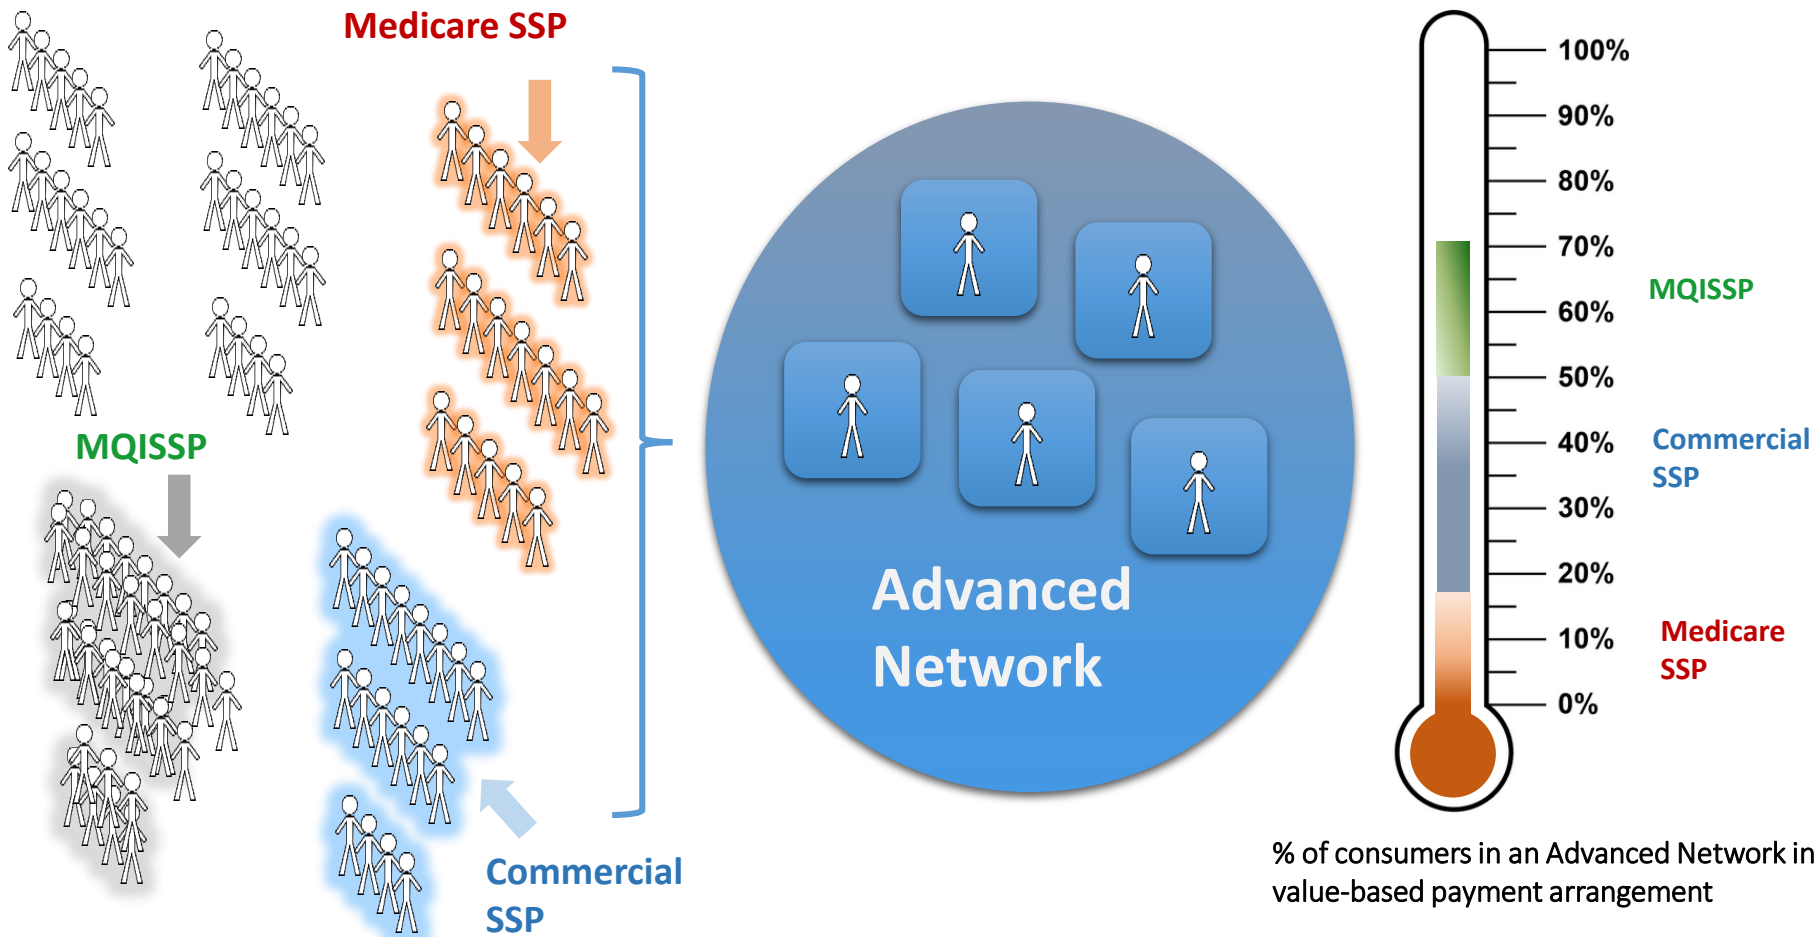 Medicare SSP
MQISSP
Commercial
SSP
Advanced
Network
100%
90%
80%
70%
60%
50%
40%
30%
20%
10%
0%
MQISSP
Commercial
SSP
Medicare
SSP
% of consumers in an Advanced Network in
value-based payment arrangement